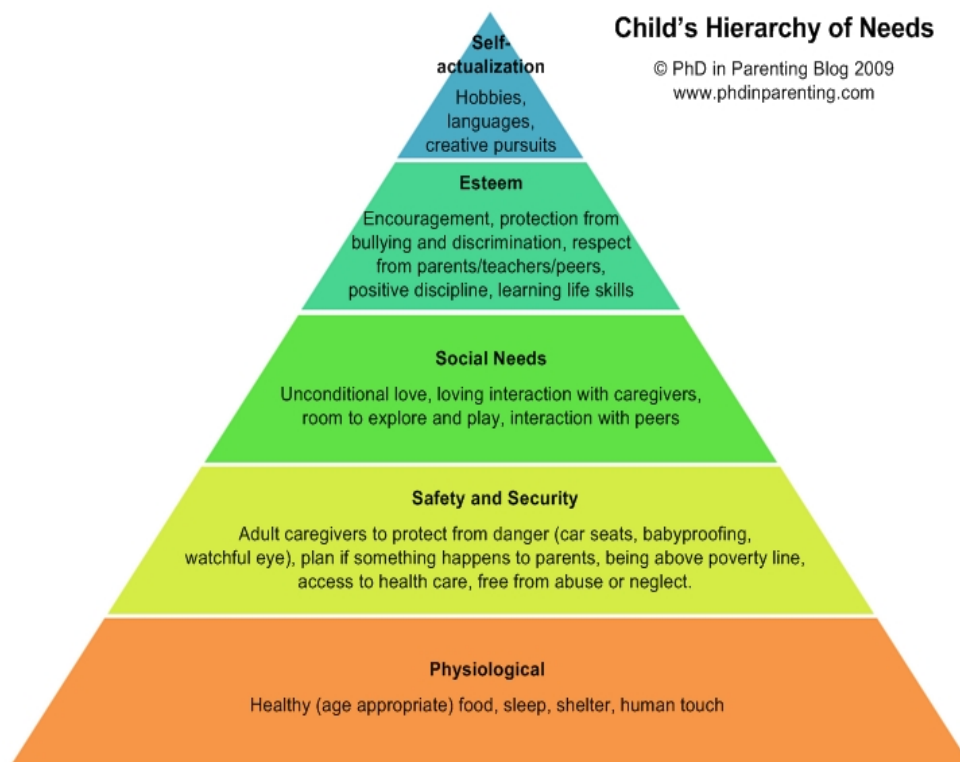 Child's Hierarchy of Needs
© PhD in Parenting Blog 2009
www.phdinparenting.com
Self-
actualization
Hobbies,
languages,
creative pursuits
Esteem
Encouragement, protection from
bullying and discrimination, respect
from parents/teachers/peers,
positive discipline, learning life skills
Social Needs
Unconditional love, loving interaction with caregivers,
room to explore and play, interaction with peers
Safety and Security
Adult caregivers to protect from danger (car seats, babyproofing,
watchful eye), plan if something happens to parents, being above poverty line,
access to health care, free from abuse or neglect.
Physiological
Healthy (age appropriate) food, sleep, shelter, human touch